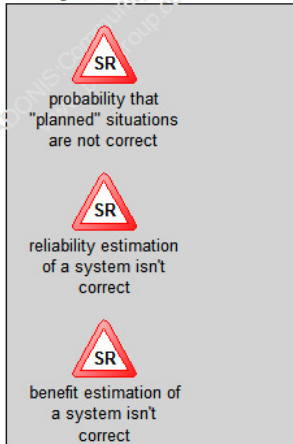 SR
probability that
"planned" situations
are not correct
SR
reliability estimation
of a system isn't
correct
SR
benefit estimation of
a system isn't
correct